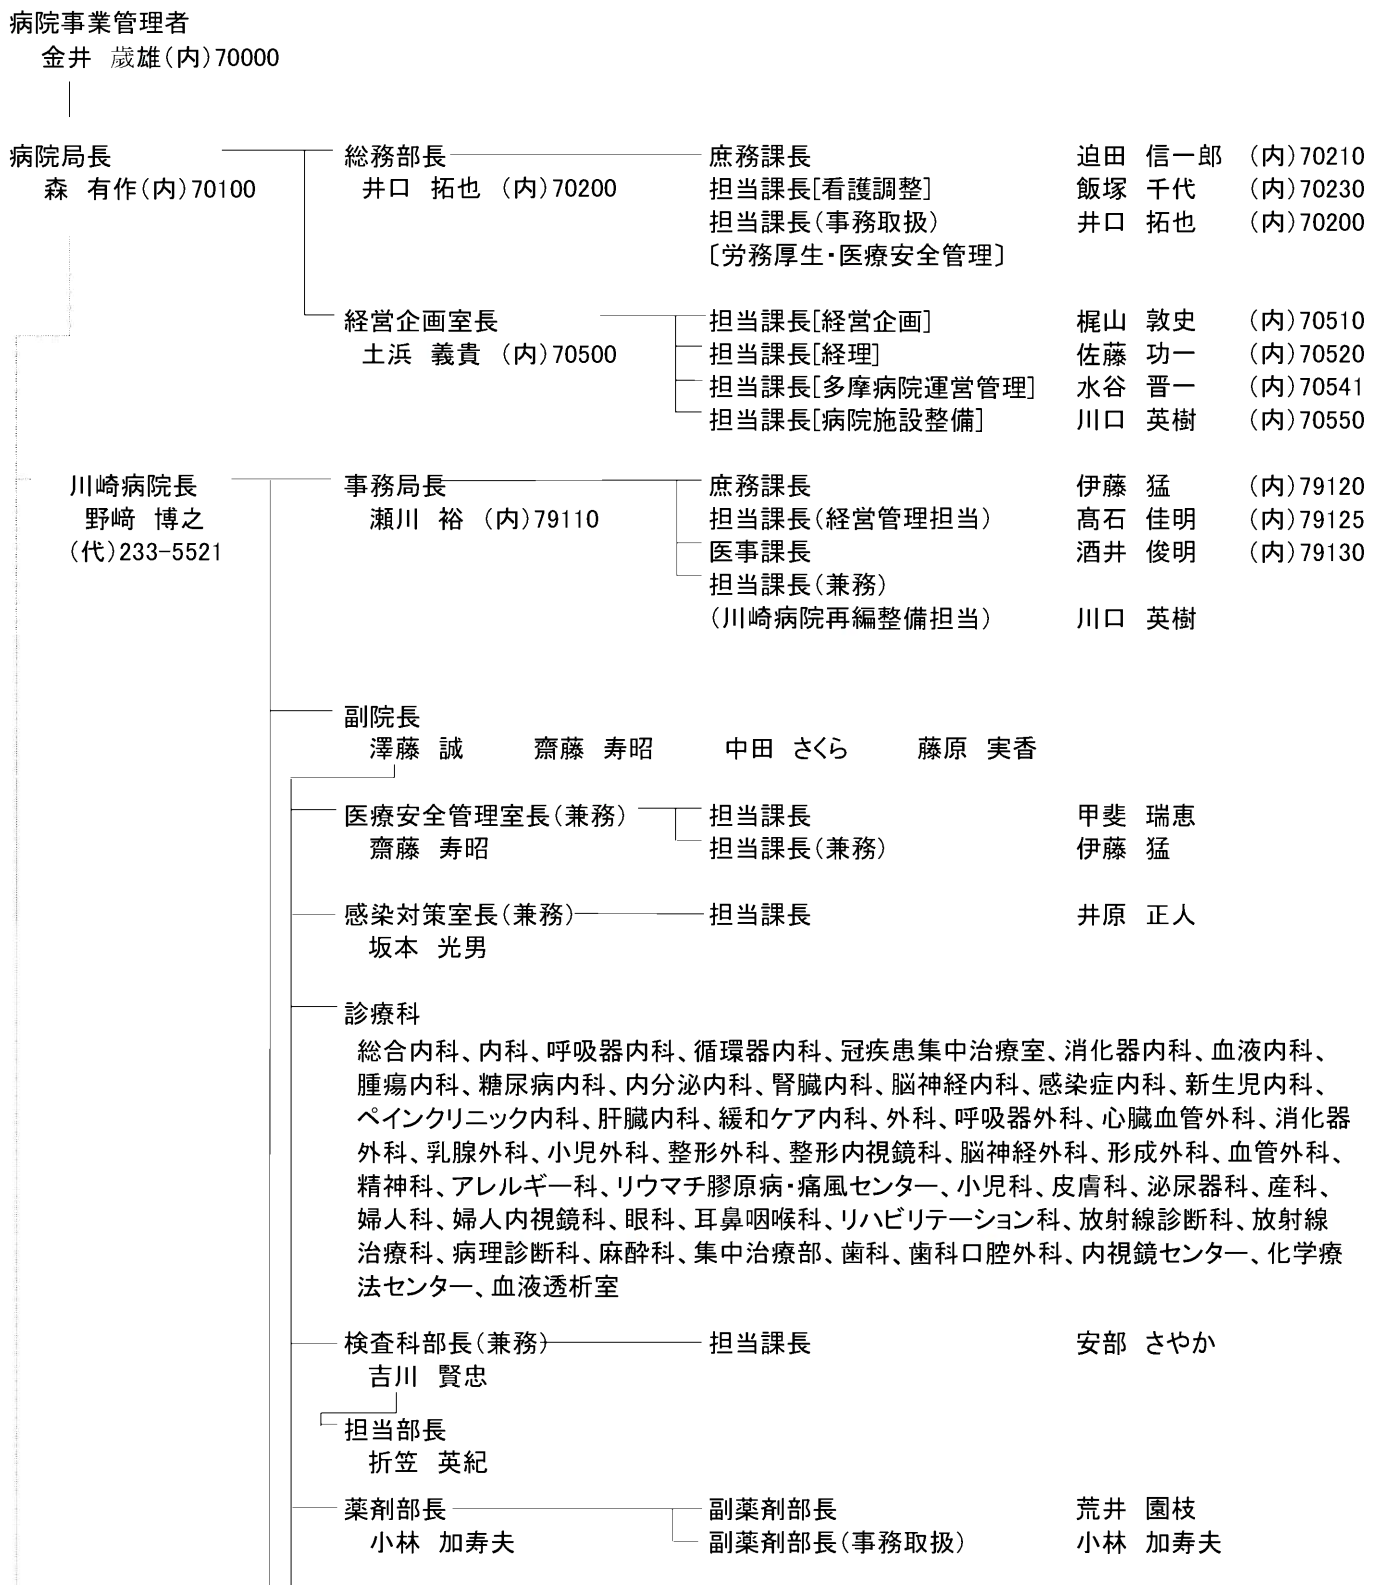 病院事業管理者
金井 歳雄(内)70000
病院局長 総務部長 庶務課長 迫田 信一郎 (内)70210
森 有作(内)70100 井口 拓也 (内)70200 担当課長[看護調整] 飯塚 千代 (内)70230
担当課長(事務取扱) 井口 拓也 (内)70200
〔労務厚生・医療安全管理〕
経営企画室長 担当課長[経営企画] 梶山 敦史 (内)70510
土浜 義貴 (内)70500 担当課長[経理] 佐藤 功一 (内)70520
担当課長[多摩病院運営管理] 水谷 晋一 (内)70541
担当課長[病院施設整備] 川口 英樹 (内)70550
川崎病院長 事務局長 庶務課長 伊藤 猛 (内)79120
野﨑 博之 瀬川 裕 (内)79110 担当課長(経営管理担当) 髙石 佳明 (内)79125
(代)233-5521 医事課長 酒井 俊明 (内)79130
担当課長(兼務)
(川崎病院再編整備担当) 川口 英樹
副院長
澤藤 誠 齋藤 寿昭 中田 さくら 藤原 実香
医療安全管理室長(兼務) 担当課長 甲斐 瑞恵
齋藤 寿昭 担当課長(兼務) 伊藤 猛
感染対策室長(兼務) 担当課長 井原 正人
坂本 光男
診療科
総合内科、内科、呼吸器内科、循環器内科、冠疾患集中治療室、消化器内科、血液内科、
腫瘍内科、糖尿病内科、内分泌内科、腎臓内科、脳神経内科、感染症内科、新生児内科、
ペインクリニック内科、肝臓内科、緩和ケア内科、外科、呼吸器外科、心臓血管外科、消化器
外科、乳腺外科、小児外科、整形外科、整形内視鏡科、脳神経外科、形成外科、血管外科、
精神科、アレルギー科、リウマチ膠原病・痛風センター、小児科、皮膚科、泌尿器科、産科、
婦人科、婦人内視鏡科、眼科、耳鼻咽喉科、リハビリテーション科、放射線診断科、放射線
治療科、病理診断科、麻酔科、集中治療部、歯科、歯科口腔外科、内視鏡センター、化学療
法センター、血液透析室
検査科部長(兼務) 担当課長 安部 さやか
吉川 賢忠
担当部長
折笠 英紀
薬剤部長 副薬剤部長 荒井 園枝
小林 加寿夫 副薬剤部長(事務取扱) 小林 加寿夫